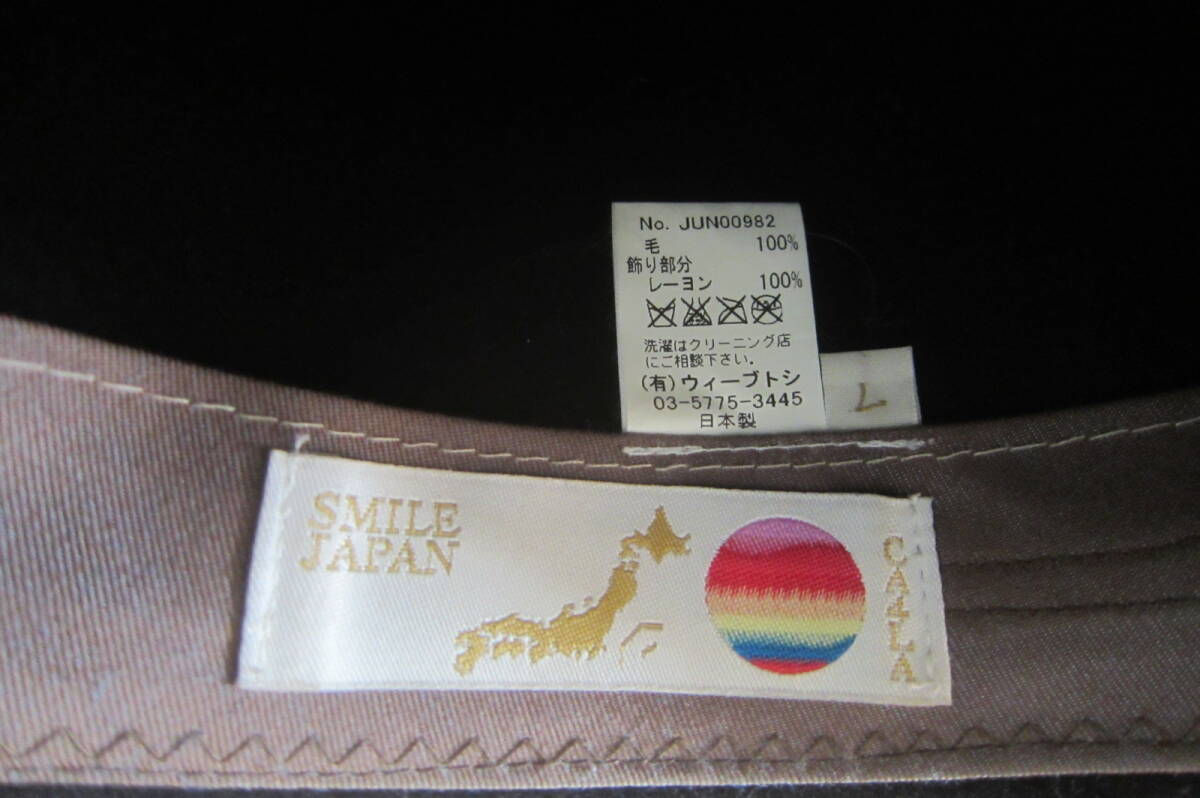 No. JUN00982
毛 100%
飾り部分
レーヨン 100%
洗濯はクリーニング店
にご相談下さい。
(有)ウィーブトシ
03-5775-3445
日本製
L
SMILE
JAPAN
CA4LA